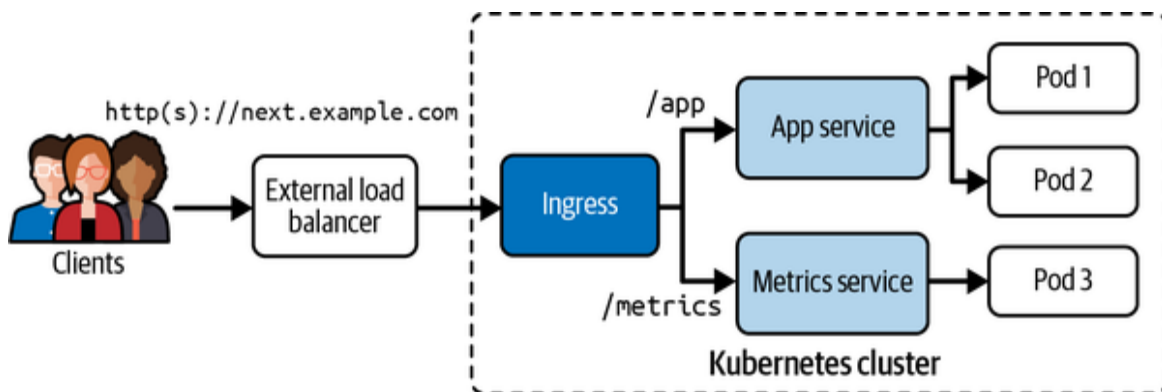 http(s)://next.example.com
Clients
External load
balancer
Ingress
/app
/metrics
App service
Metrics service
Pod 1
Pod 2
Pod 3
Kubernetes cluster